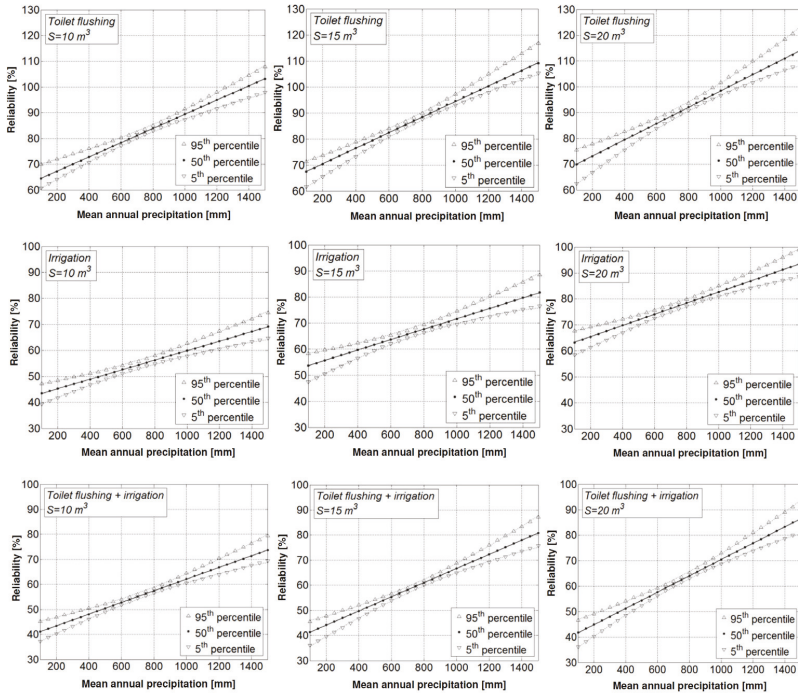 130
120
110
100
90
80
70
60
Reliability [%]
Toilet flushing
S=10 m³
95th percentile
50th percentile
5th percentile
200 400 600 800 1000 1200 1400
Mean annual precipitation [mm]
130
120
110
100
90
80
70
60
Reliability [%]
Toilet flushing
S=15 m³
95th percentile
50th percentile
5th percentile
200 400 600 800 1000 1200 1400
Mean annual precipitation [mm]
130
120
110
100
90
80
70
60
Reliability [%]
Toilet flushing
S=20 m³
95th percentile
50th percentile
5th percentile
200 400 600 800 1000 1200 1400
Mean annual precipitation [mm]
100
90
80
70
60
50
40
30
Reliability [%]
Irrigation
S=10 m³
95th percentile
50th percentile
5th percentile
200 400 600 800 1000 1200 1400
Mean annual precipitation [mm]
100
90
80
70
60
50
40
30
Reliability [%]
Irrigation
S=15 m³
95th percentile
50th percentile
5th percentile
200 400 600 800 1000 1200 1400
Mean annual precipitation [mm]
100
90
80
70
60
50
40
30
Reliability [%]
Irrigation
S=20 m³
95th percentile
50th percentile
5th percentile
200 400 600 800 1000 1200 1400
Mean annual precipitation [mm]
100
90
80
70
60
50
40
30
Reliability [%]
Toilet flushing + irrigation
S=10 m³
95th percentile
50th percentile
5th percentile
200 400 600 800 1000 1200 1400
Mean annual precipitation [mm]
100
90
80
70
60
50
40
30
Reliability [%]
Toilet flushing + irrigation
S=15 m³
95th percentile
50th percentile
5th percentile
200 400 600 800 1000 1200 1400
Mean annual precipitation [mm]
100
90
80
70
60
50
40
30
Reliability [%]
Toilet flushing + irrigation
S=20 m³
95th percentile
50th percentile
5th percentile
200 400 600 800 1000 1200 1400
Mean annual precipitation [mm]